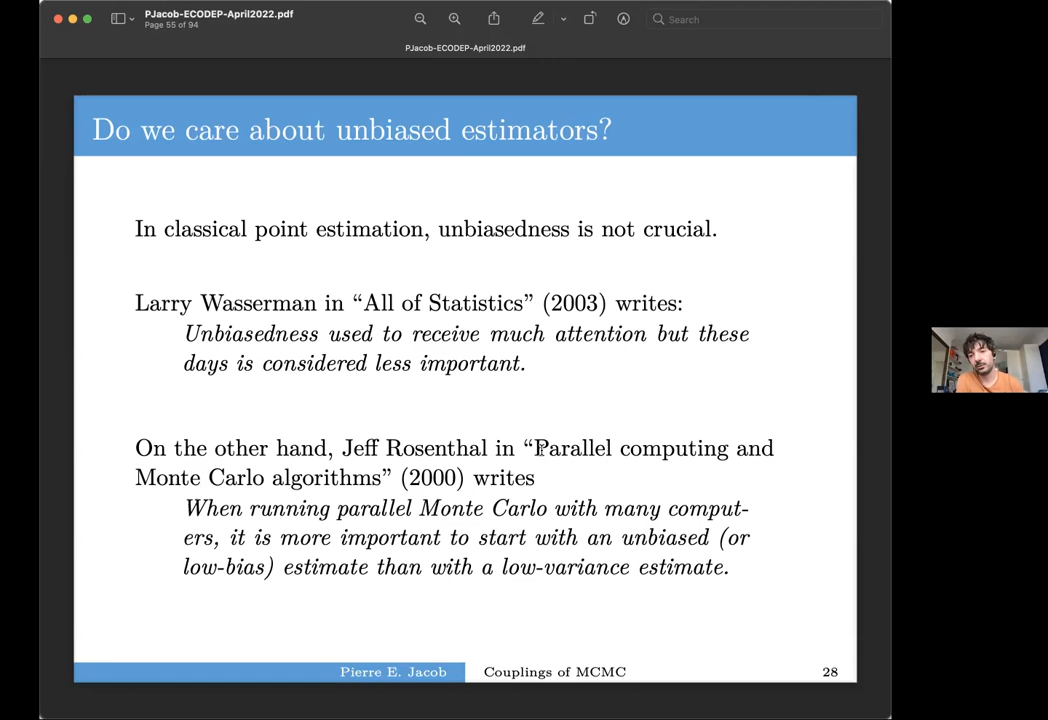 PJacob-ECODEP-April2022.pdf
Page 55 of 94
Search
PJacob-ECODEP-April2022.pdf
Do we care about unbiased estimators?
In classical point estimation, unbiasedness is not crucial.
Larry Wasserman in “All of Statistics” (2003) writes:
Unbiasedness used to receive much attention but these
days is considered less important.
On the other hand, Jeff Rosenthal in “Parallel computing and
Monte Carlo algorithms” (2000) writes
When running parallel Monte Carlo with many comput-
ers, it is more important to start with an unbiased (or
low-bias) estimate than with a low-variance estimate.
Pierre E. Jacob Couplings of MCMC 28